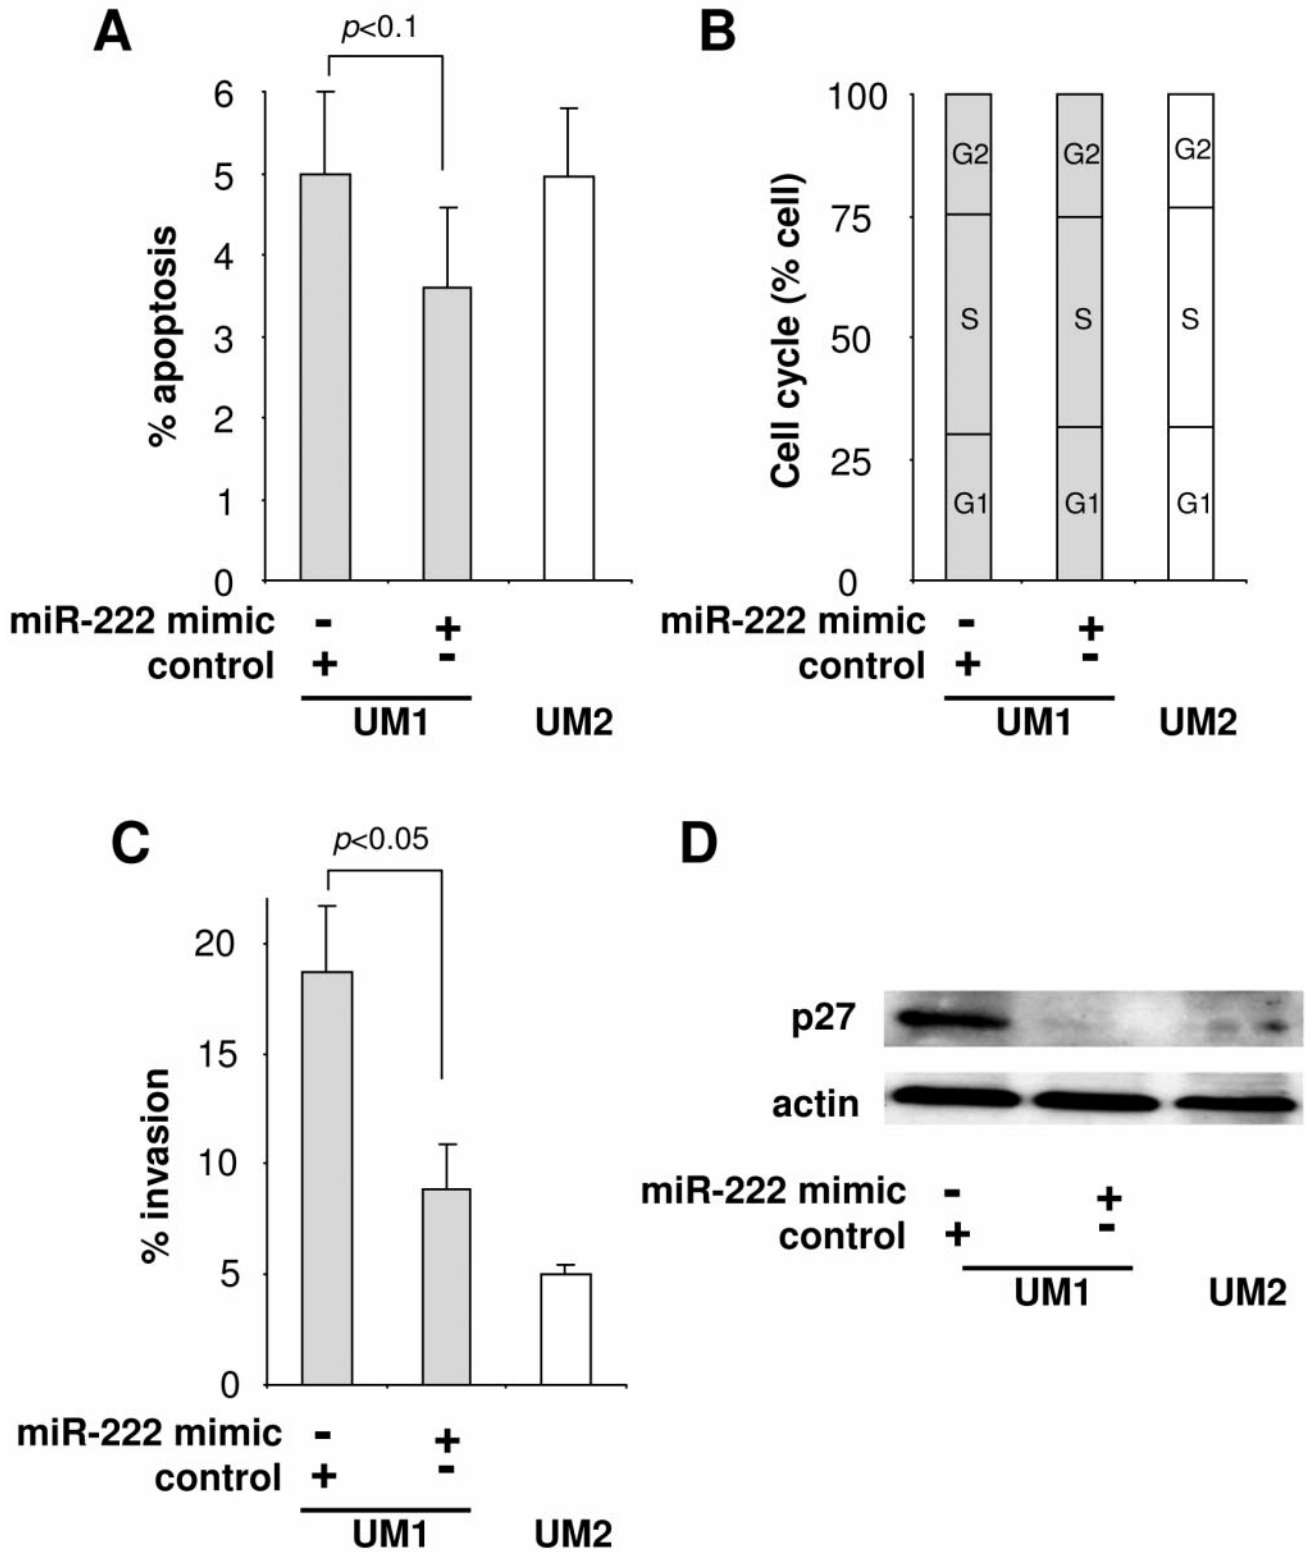 A
p<0.1
6
5
4
3
2
1
0
% apoptosis
miR-222 mimic - +
control + -
UM1 UM2
B
100
75
50
25
0
Cell cycle (% cell)
G2 G2 G2
S S S
G1 G1 G1
miR-222 mimic - +
control + -
UM1 UM2
C
p<0.05
20
15
10
5
0
% invasion
miR-222 mimic - +
control + -
UM1 UM2
D
p27
actin
miR-222 mimic - +
control + -
UM1 UM2